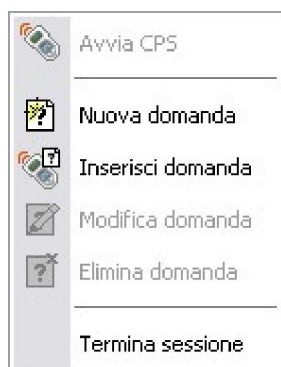 Avvia CPS
Nuova domanda
Inserisci domanda
Modifica domanda
Elimina domanda
Termina sessione